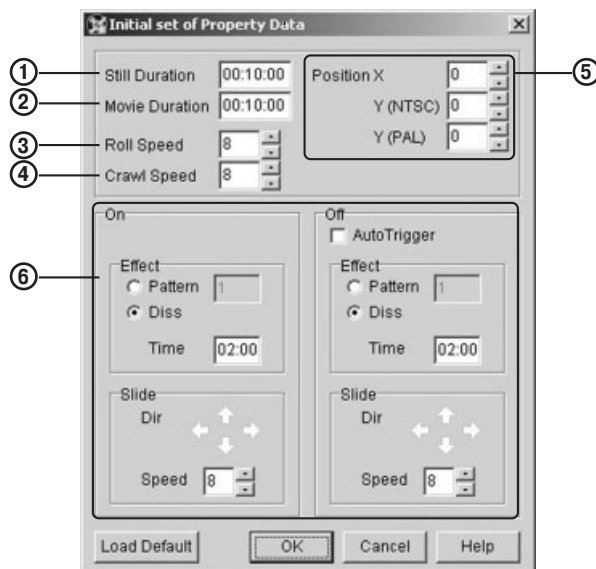 Initial set of Property Data
① Still Duration 00:10:00
② Movie Duration 00:10:00
③ Roll Speed 8
④ Crawl Speed 8
Position X 0 ⑤
Y (NTSC) 0
Y (PAL) 0
⑥
On
Effect
Pattern 1
Diss
Time 02:00
Slide
Dir
Speed 8
Off
AutoTrigger
Effect
Pattern 1
Diss
Time 02:00
Slide
Dir
Speed 8
Load Default OK Cancel Help